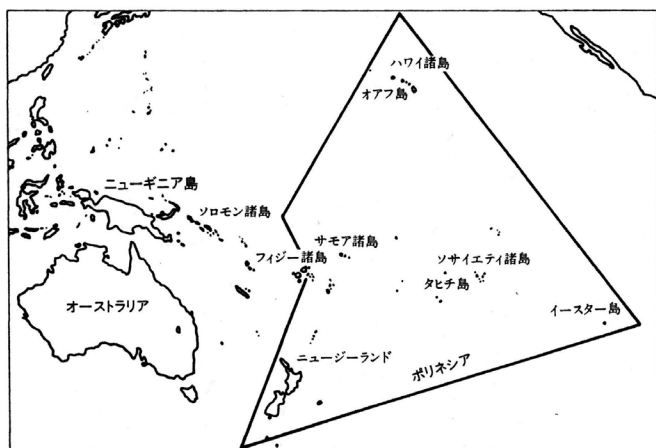 ハワイ諸島
オアフ島
ニューギニア島
ソロモン諸島
サモア諸島
フィジー諸島
ソサイエティ諸島
タヒチ島
オーストラリア
イースター島
ニュージーランド
ポリネシア